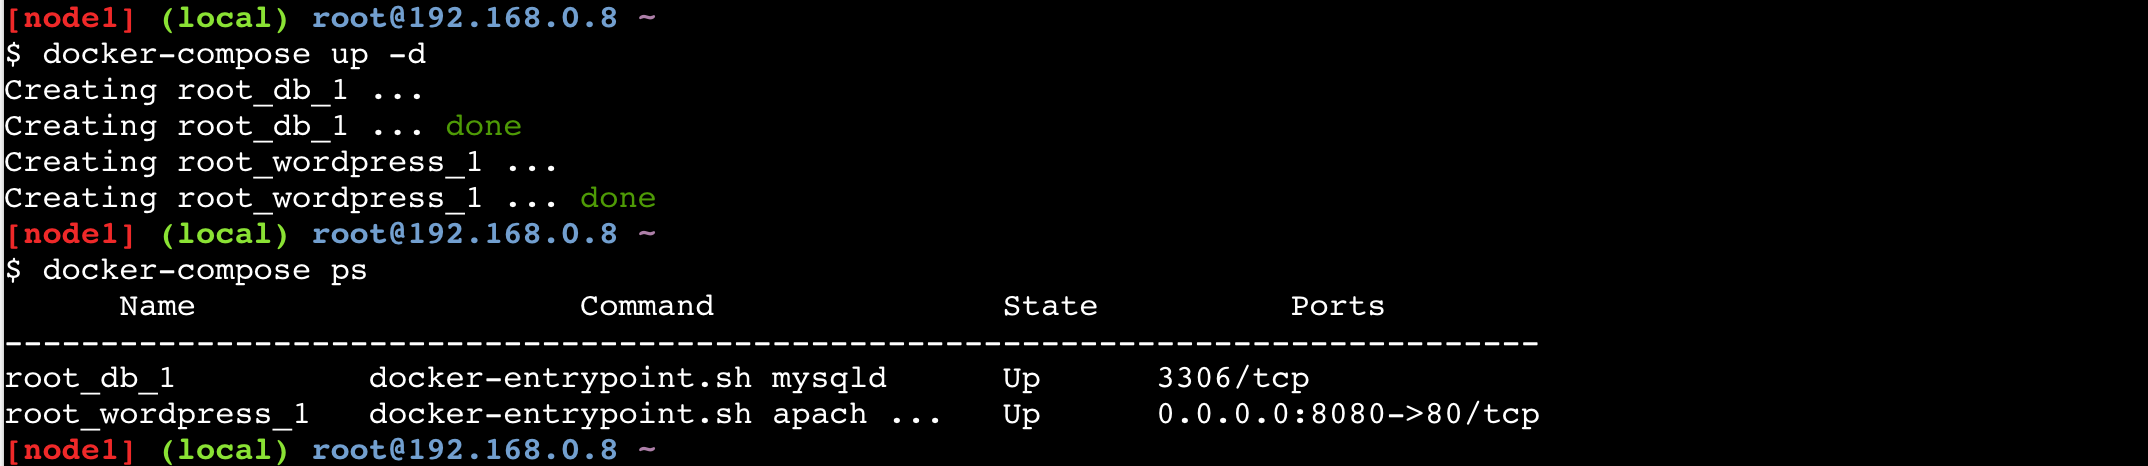 [node1] (local) root@192.168.0.8 ~
$ docker-compose up -d
Creating root_db_1 ...
Creating root_db_1 ... done
Creating root_wordpress_1 ...
Creating root_wordpress_1 ... done
[node1] (local) root@192.168.0.8 ~
$ docker-compose ps
      Name                    Command               State          Ports
--------------------------------------------------------------------------------
root_db_1          docker-entrypoint.sh mysqld      Up      3306/tcp
root_wordpress_1   docker-entrypoint.sh apach ...   Up      0.0.0.0:8080->80/tcp
[node1] (local) root@192.168.0.8 ~